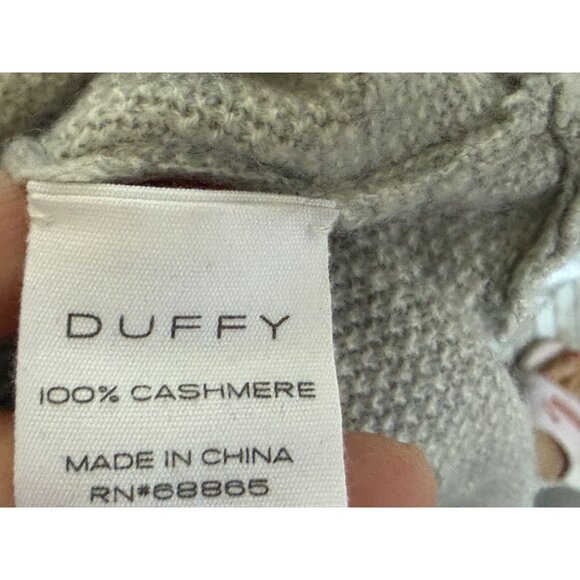 DUFFY
100% CASHMERE
MADE IN CHINA
RN#68865